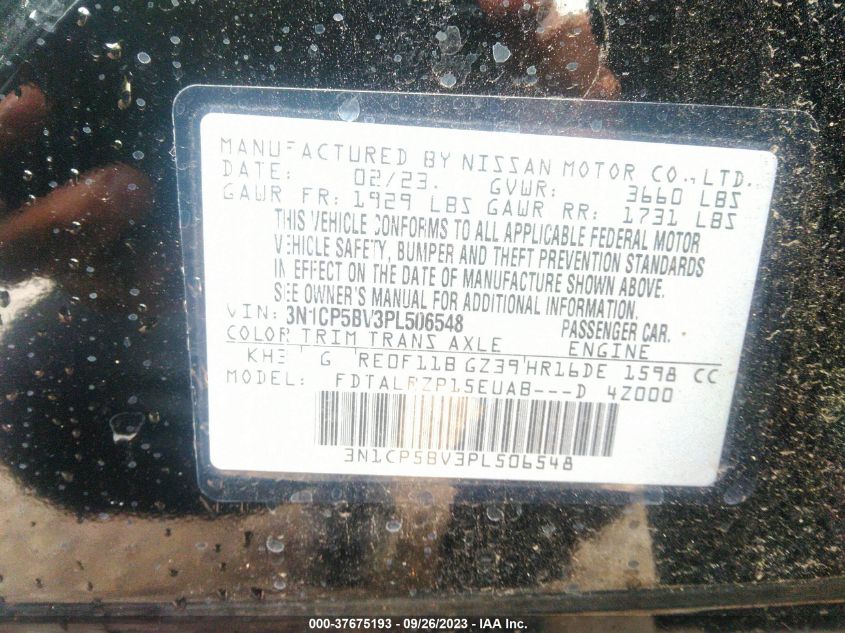 MANUFACTURED BY NISSAN MOTOR CO., LTD.
DATE: 02/23. GVWR: 3660 LBS
GAWR FR: 1929 LBS GAWR RR: 1731 LBS
THIS VEHICLE CONFORMS TO ALL APPLICABLE FEDERAL MOTOR
VEHICLE SAFETY, BUMPER AND THEFT PREVENTION STANDARDS
IN EFFECT ON THE DATE OF MANUFACTURE SHOWN ABOVE.
SEE OWNER'S MANUAL FOR ADDITIONAL INFORMATION.
VIN: 3N1CP5BV3PL506548 PASSENGER CAR.
COLOR TRIM TRANS AXLE ENGINE
KH3 G RE0F11B GZ39 HR16DE 1598 CC
MODEL: 4Z000
3N1CP5BV3PL506548
000-37675193 - 09/26/2023 - IAA Inc.